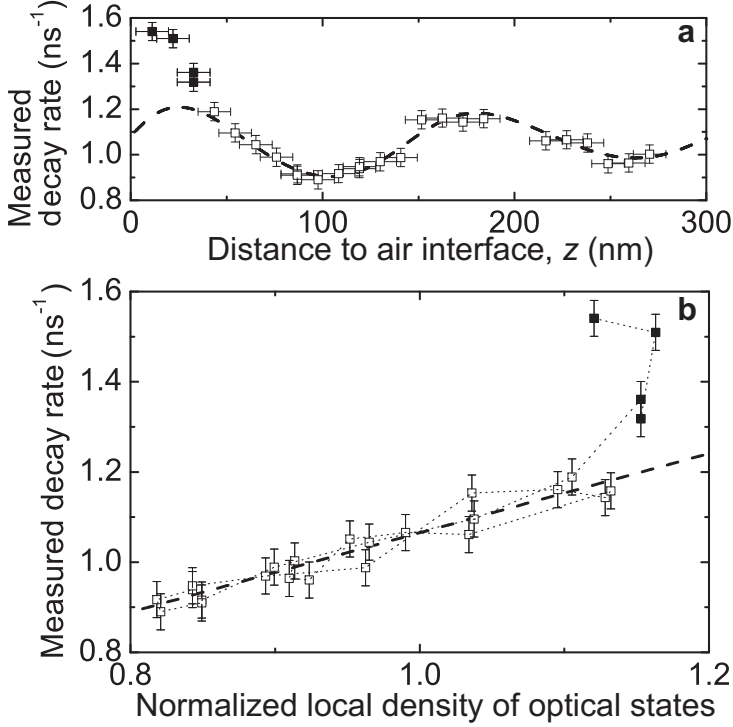 1.6
1.4
1.2
1.0
0.8
Measured
decay rate (ns⁻¹)
a
0
100
200
300
Distance to air interface, z (nm)
1.6
1.4
1.2
1.0
0.8
Measured decay rate (ns⁻¹)
b
0.8
1.0
1.2
Normalized local density of optical states